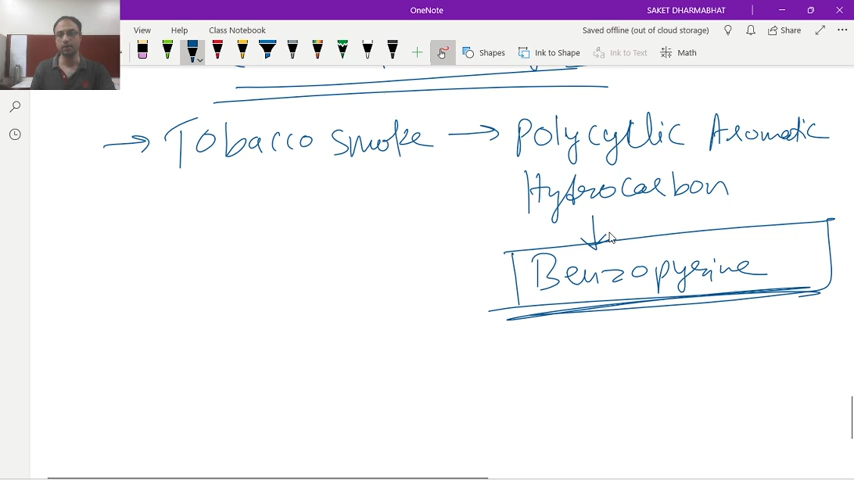 OneNote
SAKET DHARMABHAT
View Help Class Notebook
Saved offline (out of cloud storage)
Share
Shapes
Ink to Shape
Ink to Text
Math
→ Tobacco smoke → Polycyclic Aromatic
Hydrocarbon
↓
Benzopyrine